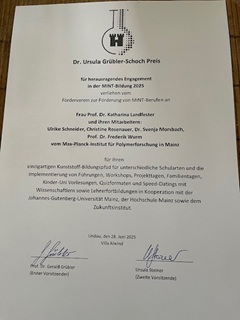 Dr. Ursula Grübler-Schoch Preis
für herausragendes Engagement
in der MINT-Bildung 2025
verliehen vom
Förderverein zur Förderung von MINT-Berufen an
Frau Prof. Dr. Katharina Landfester
und ihren Mitarbeitern:
Ulrike Schneider, Christine Rosenauer, Dr. Svenja Morsbach,
Prof. Dr. Frederik Wurm
vom Max-Planck-Institut für Polymerforschung in Mainz
für ihren
einzigartigen Kunststoff-Bildungspfad für unterschiedliche Schularten und die
Implementierung von Führungen, Workshops, Projekttagen, Familientagen,
Kinder-Uni Vorlesungen, Quizformaten und Speed-Datings mit
Wissenschaftlern sowie Lehrerfortbildungen in Kooperation mit der
Johannes-Gutenberg-Universität Mainz, der Hochschule Mainz sowie dem
Zukunftsinstitut.
Lindau, den 28. Juni 2025
Villa Alwind
Prof. Dr. Gerald Grübler
(Erster Vorsitzender)
Ursula
(Zweite Vorsitzende)